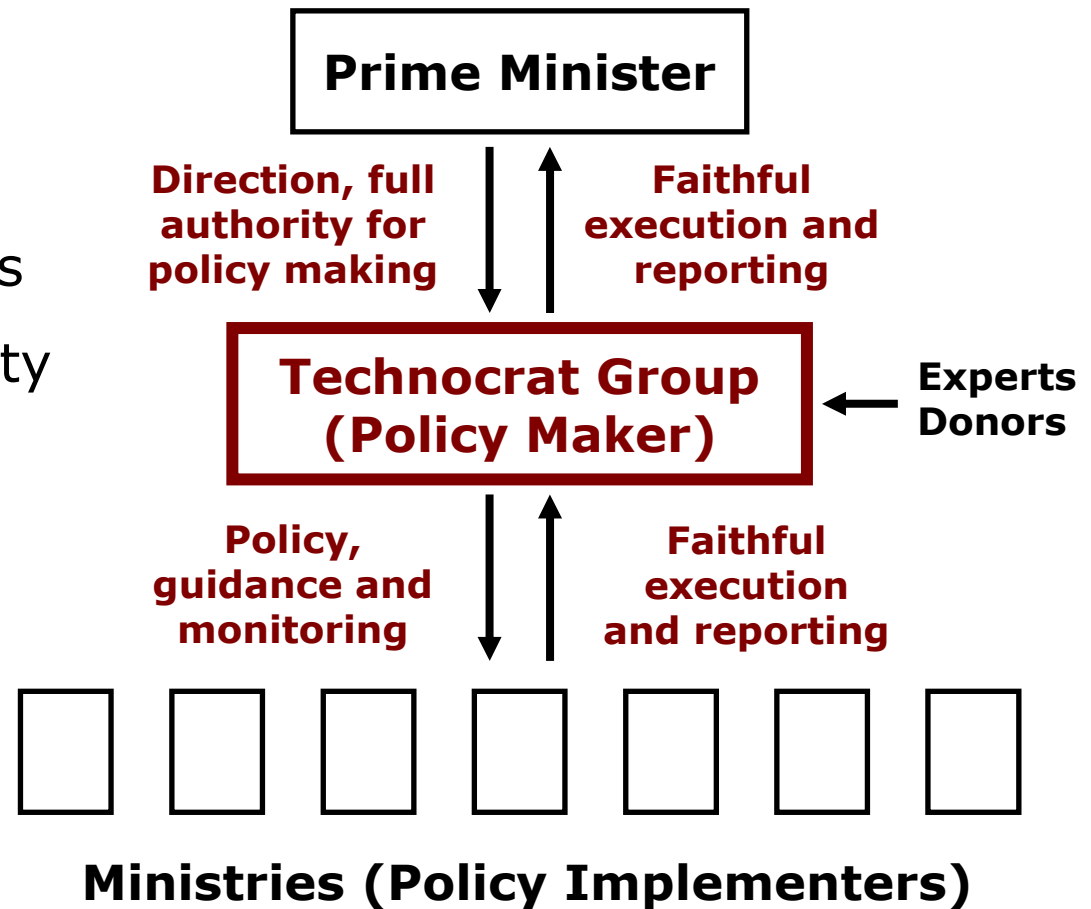 Prime Minister
Direction, full
authority for
policy making
Faithful
execution and
reporting
s
ty
Technocrat Group
(Policy Maker)
Experts
Donors
Policy,
guidance and
monitoring
Faithful
execution
and reporting
Ministries (Policy Implementers)